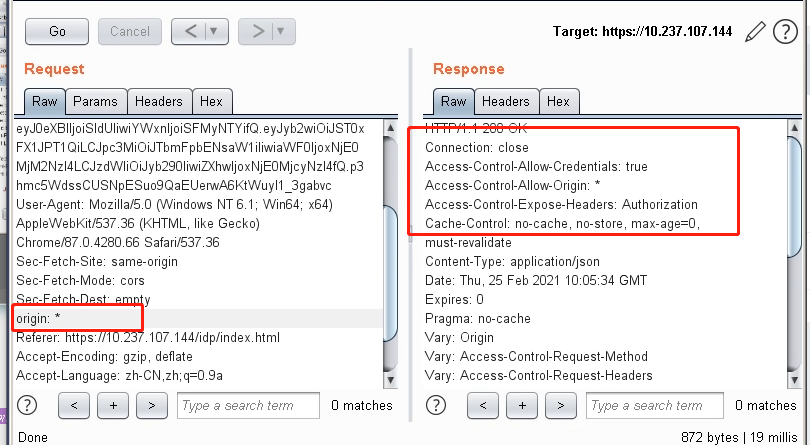 Go
Cancel
<
>
Target: https://10.237.107.144
?
Request
Raw
Params
Headers
Hex
eyJ0eXBlIjoiSldUIiwiYWxnIjoiSFMyNTYifQ.eyJyb2wiOiJST0x
FX1JPT1QiLCJpc3MiOiJTbmFpbENsaW1iIiwiaWF0IjoxNjE0
MjM2NzI4LCJzdWIiOiJyb290IiwiZXhwIjoxNjE0MjcyNzI4fQ.p3
hmc5WdssCUSNpESuo9QaEUerwA6KtWuyI1_3gabvc
User-Agent: Mozilla/5.0 (Windows NT 6.1; Win64; x64)
AppleWebKit/537.36 (KHTML, like Gecko)
Chrome/87.0.4280.66 Safari/537.36
Sec-Fetch-Site: same-origin
Sec-Fetch-Mode: cors
Sec-Fetch-Dest: empty
origin: *
Referer: https://10.237.107.144/idp/index.html
Accept-Encoding: gzip, deflate
Accept-Language: zh-CN,zh;q=0.9a
?
<
+
>
Type a search term
0 matches
Response
Raw
Headers
Hex
HTTP/1.1 200 OK
Connection: close
Access-Control-Allow-Credentials: true
Access-Control-Allow-Origin: *
Access-Control-Expose-Headers: Authorization
Cache-Control: no-cache, no-store, max-age=0,
must-revalidate
Content-Type: application/json
Date: Thu, 25 Feb 2021 10:05:34 GMT
Expires: 0
Pragma: no-cache
Vary: Origin
Vary: Access-Control-Request-Method
Vary: Access-Control-Request-Headers
?
<
+
>
Type a search term
0 matches
Done
872 bytes | 19 millis